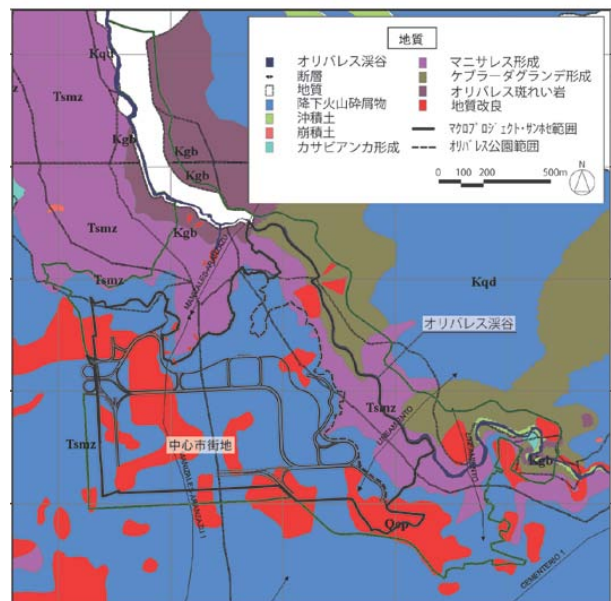 地質
オリバレス渓谷
断層
地質
降下火山砕屑物
沖積土
崩積土
カサビアンカ形成
マニサレス形成
ケブラーダグランデ形成
オリバレス斑れい岩
地質改良
マクロプロジェクト・サンホセ範囲
オリバレス公園範囲
0 100 200 500m
N
Kqd
Tsmz
Kgb
Kgb
Kgb
Tsmz
Kgb
Tsmz
Kqd
オリバレス渓谷
Tsmz
LINEAMIENTO
Tsmz
中心市街地
Kgb
Qop
CEMENTERIO 1